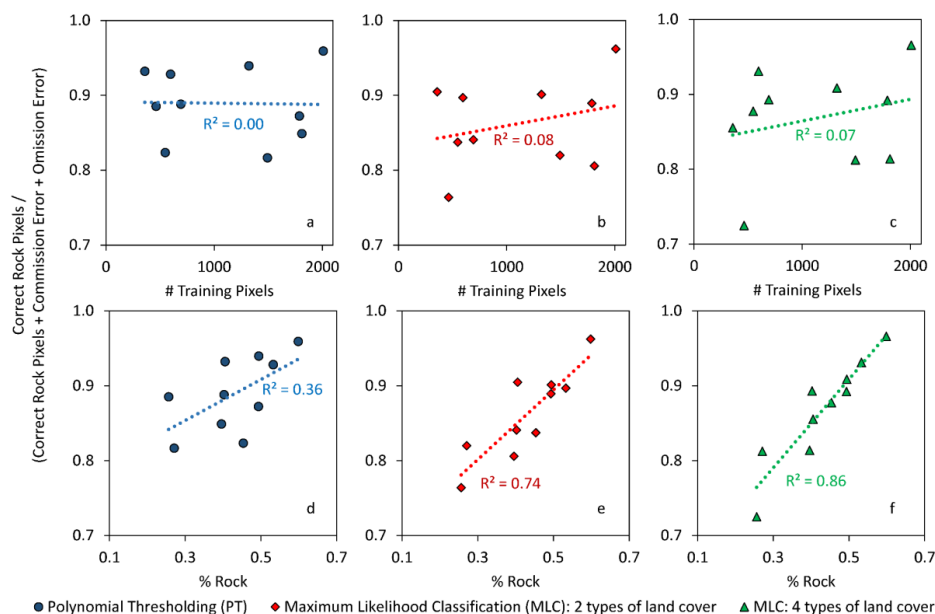 Correct Rock Pixels /
(Correct Rock Pixels + Commission Error + Omission Error)
1.0
0.9
0.8
0.7
R² = 0.00
a
0 1000 2000
# Training Pixels
1.0
0.9
0.8
0.7
R² = 0.08
b
0 1000 2000
# Training Pixels
1.0
0.9
0.8
0.7
R² = 0.07
c
0 1000 2000
# Training Pixels
1.0
0.9
0.8
0.7
R² = 0.36
d
0.1 0.3 0.5 0.7
% Rock
1.0
0.9
0.8
0.7
R² = 0.74
e
0.1 0.3 0.5 0.7
% Rock
1.0
0.9
0.8
0.7
R² = 0.86
f
0.1 0.3 0.5 0.7
% Rock
Polynomial Thresholding (PT) Maximum Likelihood Classification (MLC): 2 types of land cover MLC: 4 types of land cover